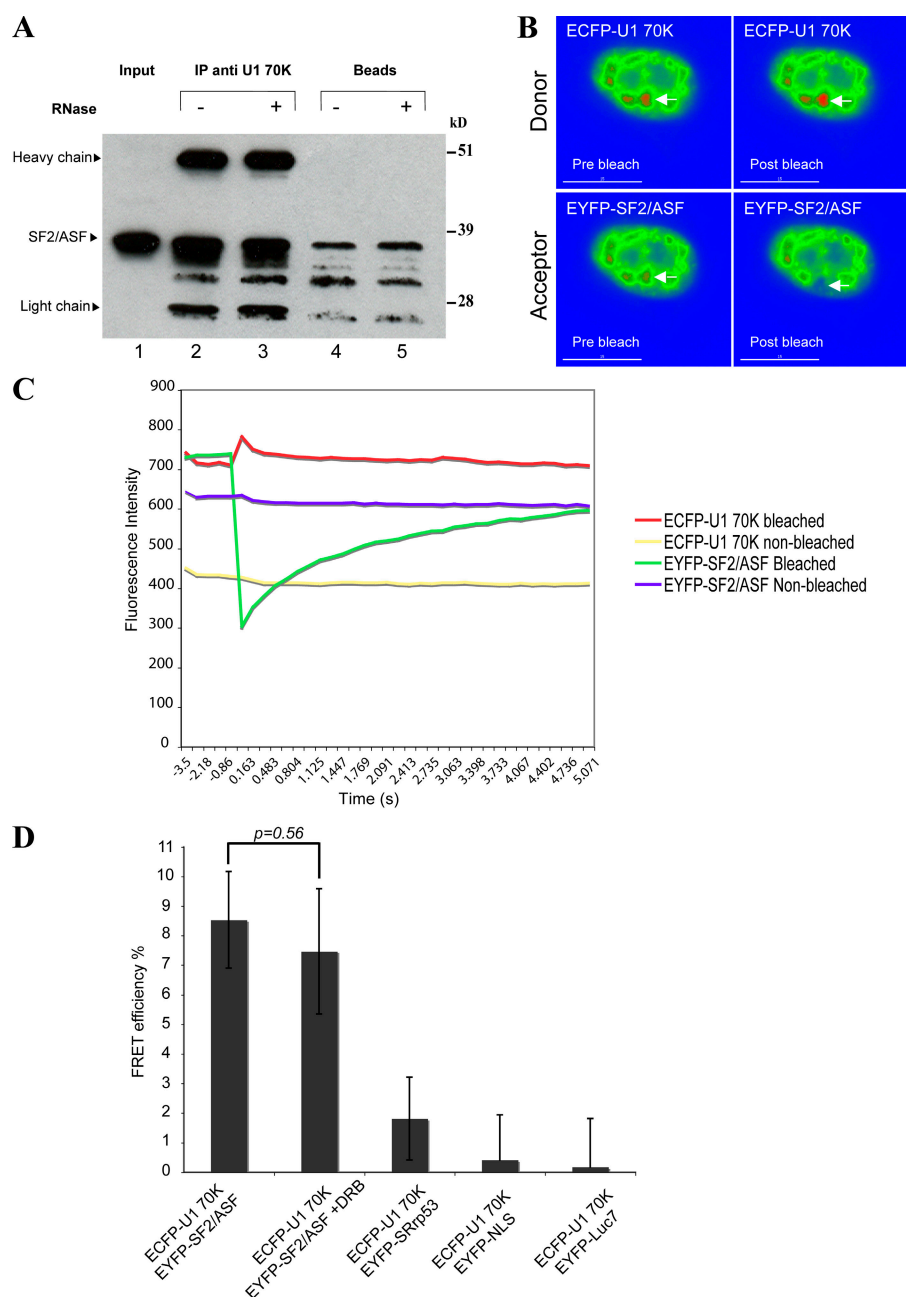 A
Input
IP anti U1 70K
Beads
RNase
-
+
-
+
kD
Heavy chain
51
SF2/ASF
39
Light chain
28
1 2 3 4 5
B
Donor
ECFP-U1 70K
Pre bleach
ECFP-U1 70K
Post bleach
Acceptor
EYFP-SF2/ASF
Pre bleach
EYFP-SF2/ASF
Post bleach
C
Fluorescence Intensity
900
800
700
600
500
400
300
200
100
0
-3.5 -2.18 -0.86 0.163 0.483 0.804 1.125 1.447 1.769 2.091 2.413 2.735 3.063 3.398 3.733 4.067 4.402 4.736 5.071
Time (s)
ECFP-U1 70K bleached
ECFP-U1 70K non-bleached
EYFP-SF2/ASF Bleached
EYFP-SF2/ASF Non-bleached
D
p=0.56
FRET efficiency %
11
10
9
8
7
6
5
4
3
2
1
0
ECFP-U1 70K
EYFP-SF2/ASF
ECFP-U1 70K
EYFP-SF2/ASF +DRB
ECFP-U1 70K
EYFP-SRrp53
ECFP-U1 70K
EYFP-NLS
ECFP-U1 70K
EYFP-Luc7